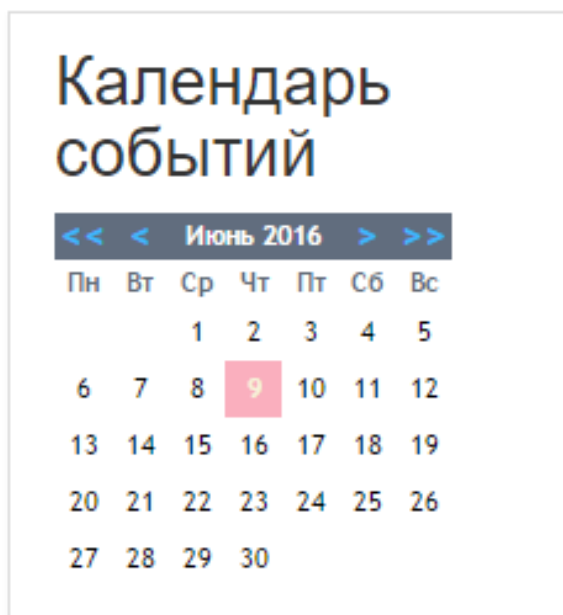 Календарь
событий
<< < Июнь 2016 > >>
Пн Вт Ср Чт Пт Сб Вс
1 2 3 4 5
6 7 8 9 10 11 12
13 14 15 16 17 18 19
20 21 22 23 24 25 26
27 28 29 30